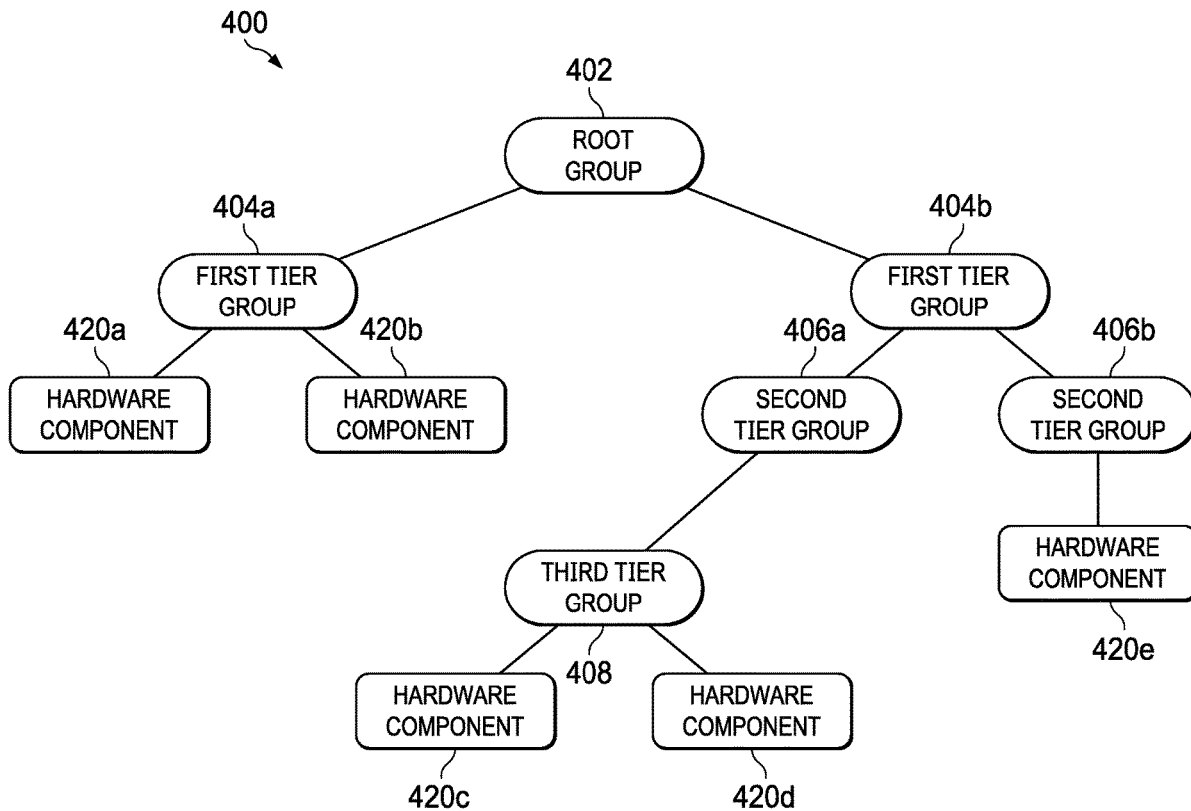 400
402
ROOT
GROUP
404a
404b
FIRST TIER
GROUP
FIRST TIER
GROUP
420a
420b
406a
406b
HARDWARE
COMPONENT
HARDWARE
COMPONENT
SECOND
TIER GROUP
SECOND
TIER GROUP
THIRD TIER
GROUP
HARDWARE
COMPONENT
420e
408
HARDWARE
COMPONENT
HARDWARE
COMPONENT
420c
420d